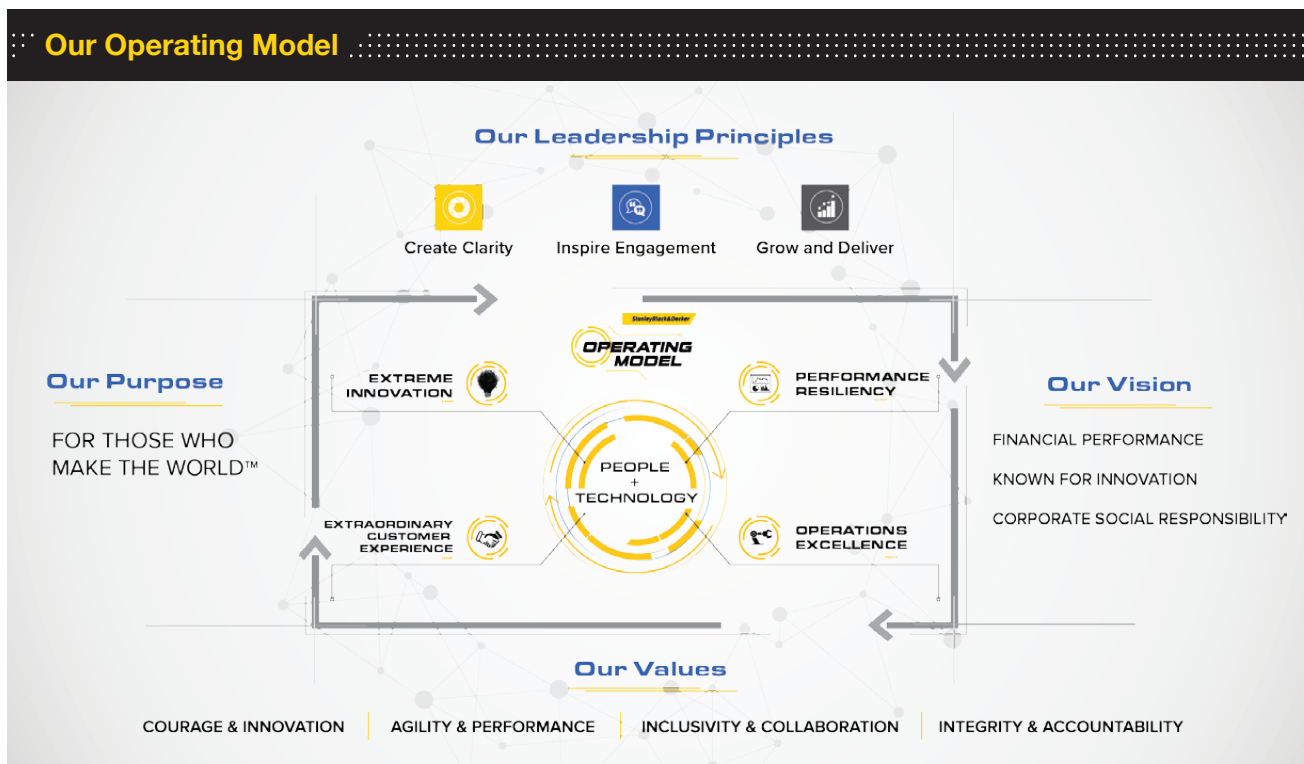 Our Operating Model
Our Leadership Principles
Create Clarity
Inspire Engagement
Grow and Deliver
StanleyBlack&Decker
OPERATING
MODEL
EXTREME
INNOVATION
PERFORMANCE
RESILIENCY
Our Purpose
FOR THOSE WHO
MAKE THE WORLD™
PEOPLE
+
TECHNOLOGY
EXTRAORDINARY
CUSTOMER
EXPERIENCE
OPERATIONS
EXCELLENCE
Our Vision
FINANCIAL PERFORMANCE
KNOWN FOR INNOVATION
CORPORATE SOCIAL RESPONSIBILITY
Our Values
COURAGE & INNOVATION
AGILITY & PERFORMANCE
INCLUSIVITY & COLLABORATION
INTEGRITY & ACCOUNTABILITY